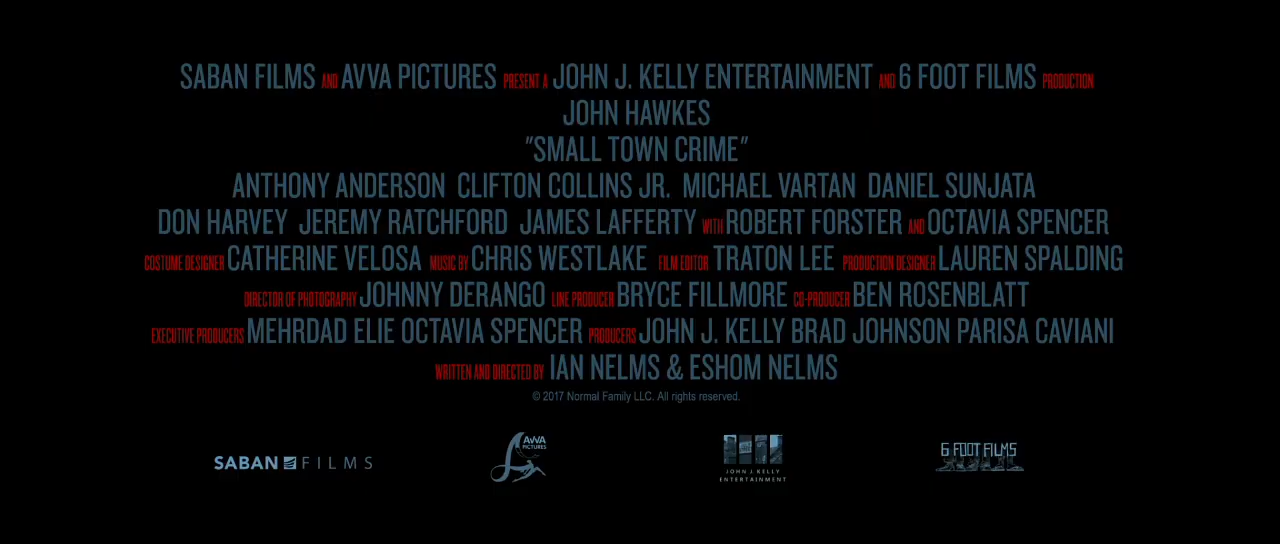 SABAN FILMS AND AVVA PICTURES PRESENT A JOHN J. KELLY ENTERTAINMENT AND 6 FOOT FILMS PRODUCTION
JOHN HAWKES
"SMALL TOWN CRIME"
ANTHONY ANDERSON CLIFTON COLLINS JR. MICHAEL VARTAN DANIEL SUNJATA
DON HARVEY JEREMY RATCHFORD JAMES LAFFERTY WITH ROBERT FORSTER AND OCTAVIA SPENCER
COSTUME DESIGNER CATHERINE VELOSA MUSIC BY CHRIS WESTLAKE FILM EDITOR TRATON LEE PRODUCTION DESIGNER LAUREN SPALDING
DIRECTOR OF PHOTOGRAPHY JOHNNY DERANGO LINE PRODUCER BRYCE FILLMORE CO-PRODUCER BEN ROSENBLATT
EXECUTIVE PRODUCERS MEHRDAD ELIE OCTAVIA SPENCER PRODUCERS JOHN J. KELLY BRAD JOHNSON PARISA CAVIANI
WRITTEN AND DIRECTED BY IAN NELMS & ESHOM NELMS
© 2017 Normal Family LLC. All rights reserved.
SABAN FILMS
AVVA
PICTURES
JOHN J. KELLY
ENTERTAINMENT
6 FOOT FILMS